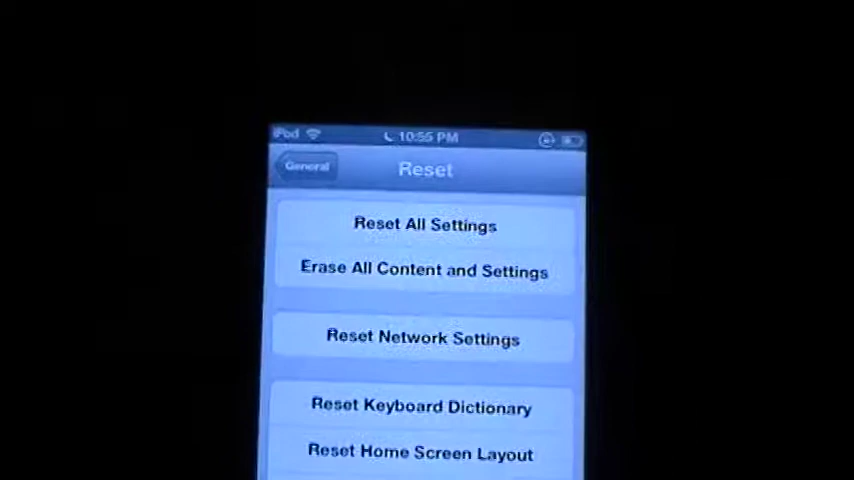 iPod 10:55 PM
General Reset
Reset All Settings
Erase All Content and Settings
Reset Network Settings
Reset Keyboard Dictionary
Reset Home Screen Layout